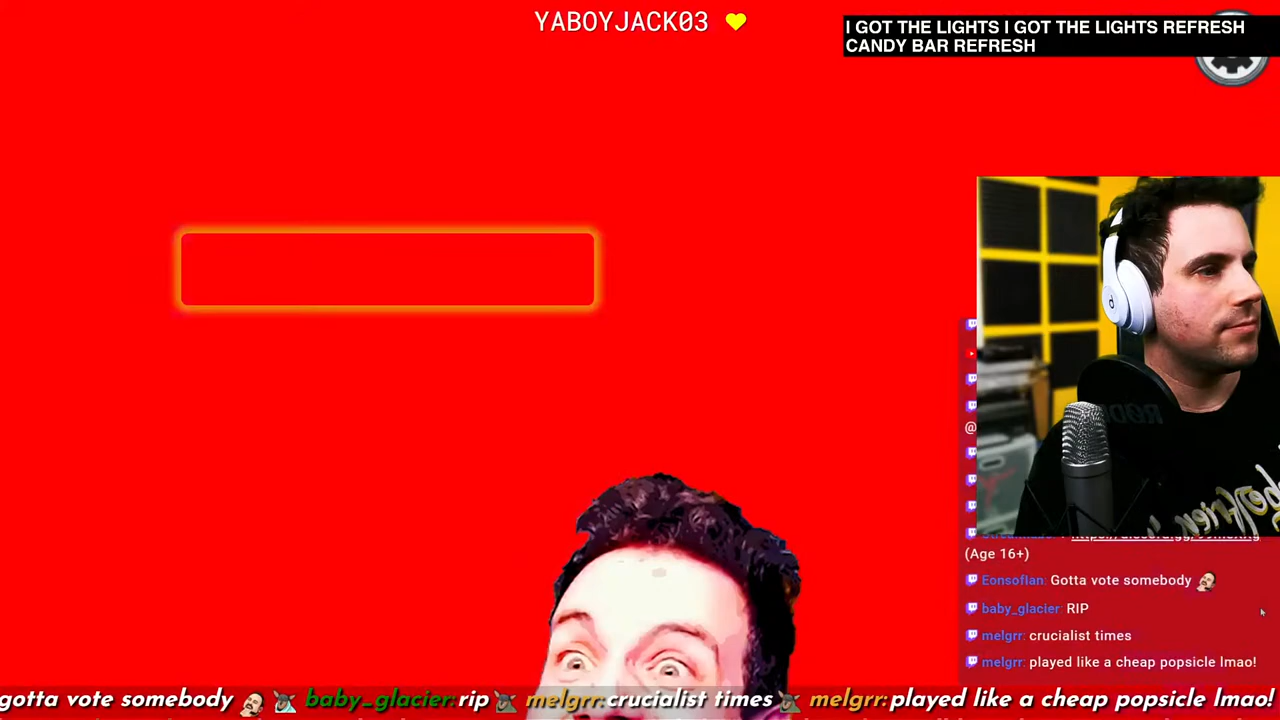 YABOYJACK03
I GOT THE LIGHTS I GOT THE LIGHTS REFRESH
CANDY BAR REFRESH
@
(Age 16+)
Eonsoflan: Gotta vote somebody
baby_glacier: RIP
melgrr: crucialist times
melgrr: played like a cheap popsicle lmao!
gotta vote somebody baby_glacier: rip melgrr: crucialist times melgrr: played like a cheap popsicle lmao!